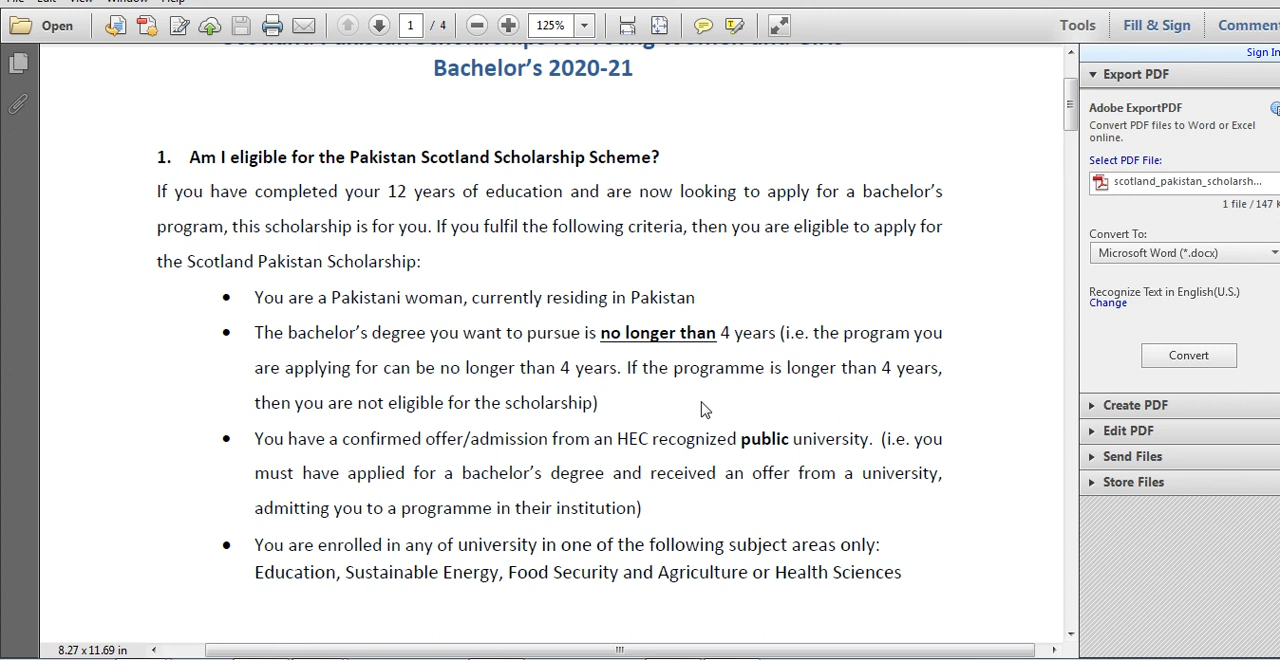 Open
1 / 4
125%
Tools
Fill & Sign
Comment
Sign In
Bachelor's 2020-21
1. Am I eligible for the Pakistan Scotland Scholarship Scheme?
If you have completed your 12 years of education and are now looking to apply for a bachelor's
program, this scholarship is for you. If you fulfil the following criteria, then you are eligible to apply for
the Scotland Pakistan Scholarship:
• You are a Pakistani woman, currently residing in Pakistan
• The bachelor's degree you want to pursue is no longer than 4 years (i.e. the program you
are applying for can be no longer than 4 years. If the programme is longer than 4 years,
then you are not eligible for the scholarship)
• You have a confirmed offer/admission from an HEC recognized public university. (i.e. you
must have applied for a bachelor's degree and received an offer from a university,
admitting you to a programme in their institution)
• You are enrolled in any of university in one of the following subject areas only:
Education, Sustainable Energy, Food Security and Agriculture or Health Sciences
8.27 x 11.69 in
Export PDF
Adobe ExportPDF
Convert PDF files to Word or Excel
online.
Select PDF File:
scotland_pakistan_scholarsh...
1 file / 147 K
Convert To:
Microsoft Word (*.docx)
Recognize Text in English(U.S.)
Change
Convert
Create PDF
Edit PDF
Send Files
Store Files